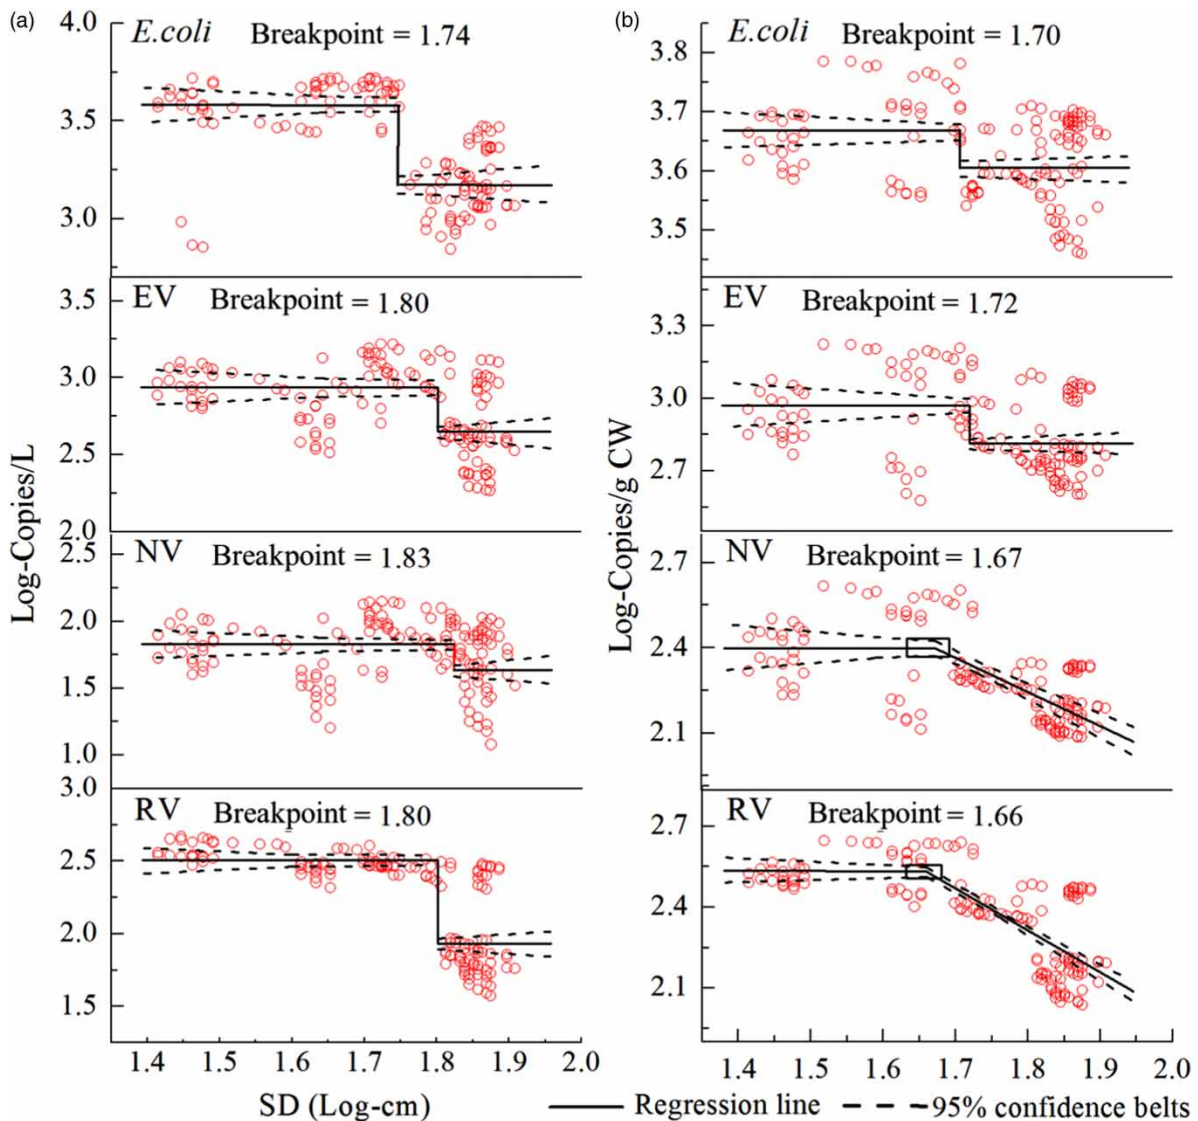 (a)
E.coli Breakpoint = 1.74
4.0
3.5
3.0
EV Breakpoint = 1.80
3.5
3.0
2.5
2.0
NV Breakpoint = 1.83
2.5
2.0
1.5
1.0
3.0
RV Breakpoint = 1.80
2.5
2.0
1.5
Log-Copies/L
1.4 1.5 1.6 1.7 1.8 1.9 2.0
SD (Log-cm)
(b)
E.coli Breakpoint = 1.70
3.8
3.7
3.6
3.5
EV Breakpoint = 1.72
3.3
3.0
2.7
NV Breakpoint = 1.67
2.7
2.4
2.1
RV Breakpoint = 1.66
2.7
2.4
2.1
Log-Copies/g CW
1.4 1.5 1.6 1.7 1.8 1.9 2.0
Regression line 95% confidence belts